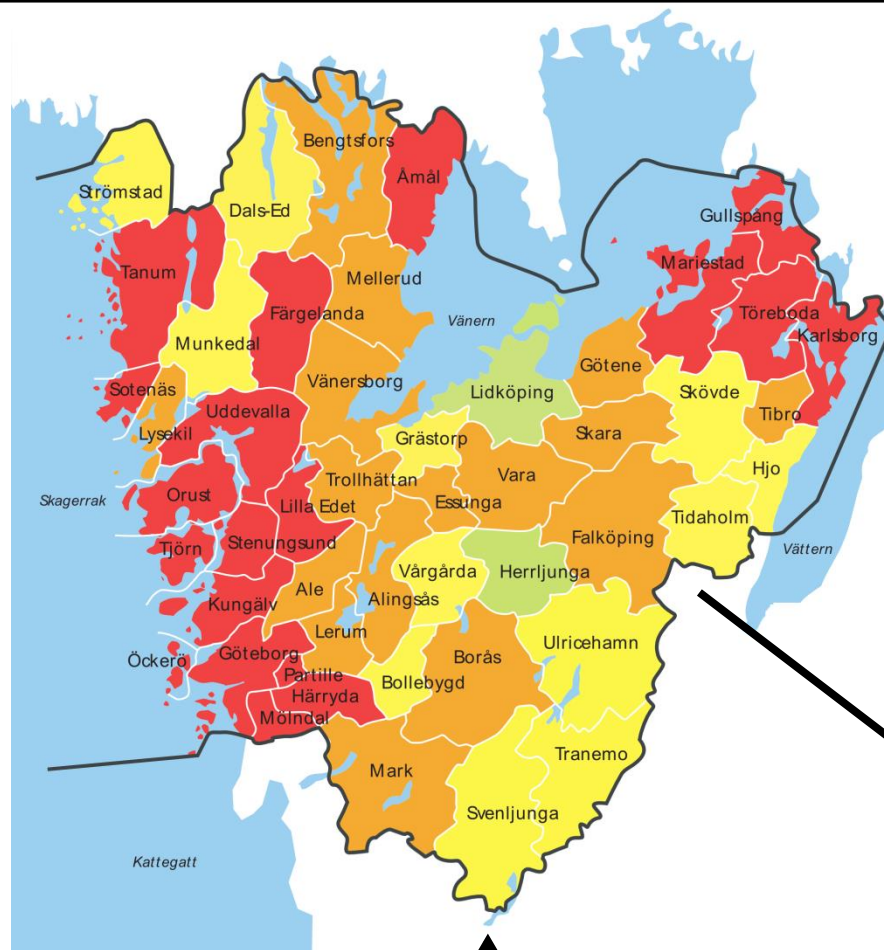 Bengtsfors
Åmål
Strömstad
Dals-Ed
Gullspång
Mariestad
Tanum
Mellerud
Färgelanda
Vänern
Töreboda
Karlsborg
Munkedal
Götene
Sotenäs
Vänersborg
Lidköping
Skövde
Uddevalla
Tibro
Lysekil
Grästorp
Skara
Hjo
Trollhättan
Vara
Skagerrak
Orust
Lilla
Edet
Essunga
Tidaholm
Tjörn
Stenungsund
Falköping
Vättern
Vårgårda
Herrljunga
Ale
Alingsås
Kungälv
Lerum
Ulricehamn
Öckerö
Göteborg
Borås
Partille
Bollebygd
Härryda
Mölndal
Tranemo
Mark
Svenljunga
Kattegatt